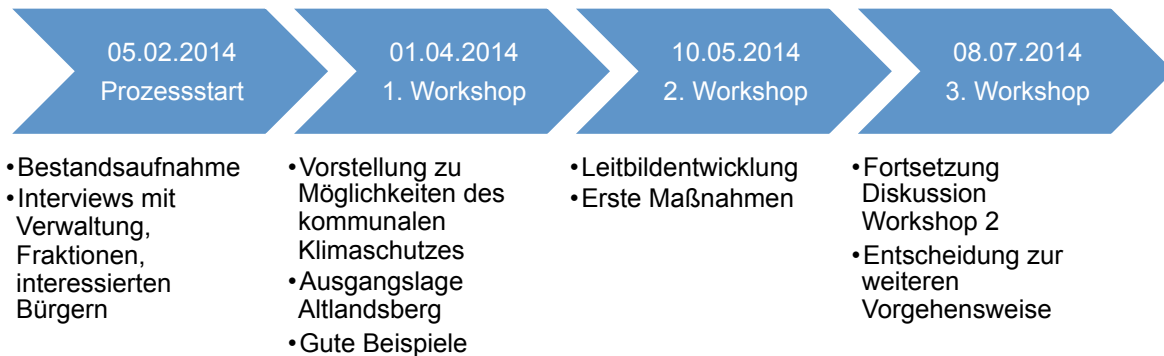 05.02.2014
Prozessstart
01.04.2014
1. Workshop
10.05.2014
2. Workshop
08.07.2014
3. Workshop
•Bestandsaufnahme
•Interviews mit
Verwaltung,
Fraktionen,
interessierten
Bürgern
•Vorstellung zu
Möglichkeiten des
kommunalen
Klimaschutzes
•Ausgangslage
Altlandsberg
•Gute Beispiele
•Leitbildentwicklung
•Erste Maßnahmen
•Fortsetzung
Diskussion
Workshop 2
•Entscheidung zur
weiteren
Vorgehensweise